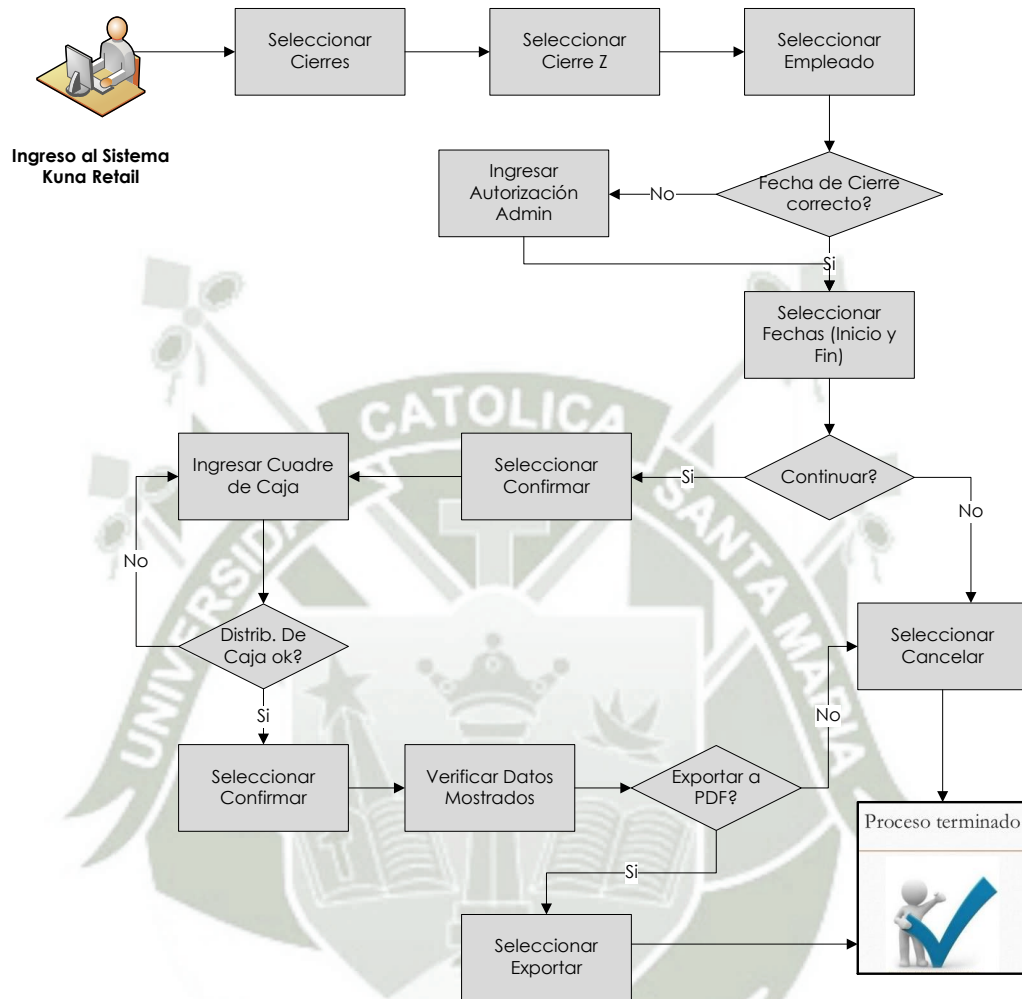 Seleccionar
Cierres
Seleccionar
Cierre Z
Seleccionar
Empleado
Ingreso al Sistema
Kuna Retail
Ingresar
Autorización
Admin
No
Fecha de Cierre
correcto?
Si
Seleccionar
Fechas (Inicio y
Fin)
Ingresar Cuadre
de Caja
Seleccionar
Confirmar
Si
Continuar?
No
No
Distrib. De
Caja ok?
Seleccionar
Cancelar
Si
No
Seleccionar
Confirmar
Verificar Datos
Mostrados
Exportar a
PDF?
Proceso terminado
Si
Seleccionar
Exportar
UNIVERSIDAD CATOLICA SANTA MARIA